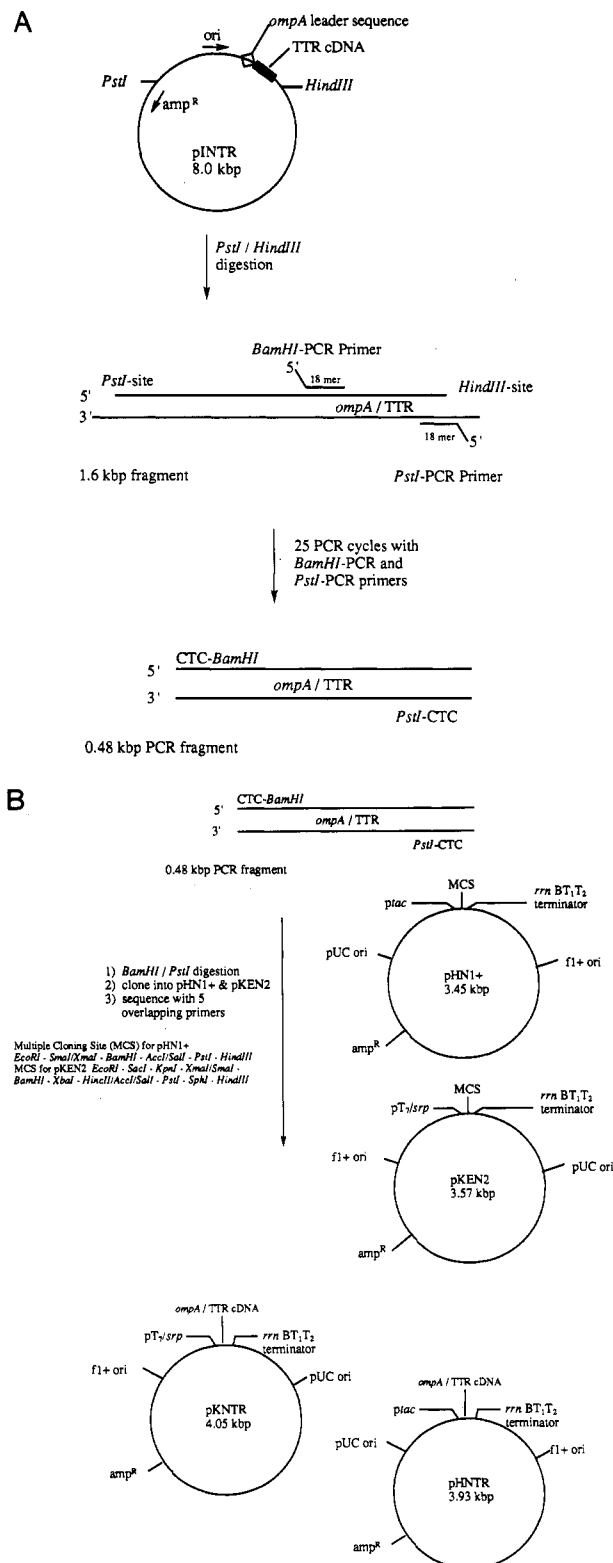 A
ompA leader sequence
ori
TTR cDNA
PstI
HindIII
amp^R
pINTR
8.0 kbp
PstI / HindIII
digestion
BamHI-PCR Primer
5'
18 mer
PstI-site
HindIII-site
5'
ompA / TTR
3'
18 mer
5'
1.6 kbp fragment
PstI-PCR Primer
25 PCR cycles with
BamHI-PCR and
PstI-PCR primers
CTC-BamHI
5'
ompA / TTR
3'
PstI-CTC
0.48 kbp PCR fragment
B
CTC-BamHI
5'
ompA / TTR
3'
PstI-CTC
0.48 kbp PCR fragment
MCS
ptac
rrn BT₁T₂
terminator
pUC ori
f1+ ori
pHN1+
3.45 kbp
amp^R
1) BamHI / PstI digestion
2) clone into pHN1+ & pKEN2
3) sequence with 5
overlapping primers
Multiple Cloning Site (MCS) for pHN1+
EcoRI - SmaI/XmaI - BamHI - AccI/SalI - PstI - HindIII
MCS for pKEN2 EcoRI - SacI - KpnI - XmaI/SmaI -
BamHI - XbaI - HincII/AccI/SalI - PstI - SphI - HindIII
MCS
pT₇/srp
rrn BT₁T₂
terminator
f1+ ori
pUC ori
pKEN2
3.57 kbp
amp^R
ompA / TTR cDNA
pT₇/srp
rrn BT₁T₂
terminator
f1+ ori
pUC ori
pKNTR
4.05 kbp
amp^R
ompA / TTR cDNA
ptac
rrn BT₁T₂
terminator
pUC ori
f1+ ori
pHNTR
3.93 kbp
amp^R